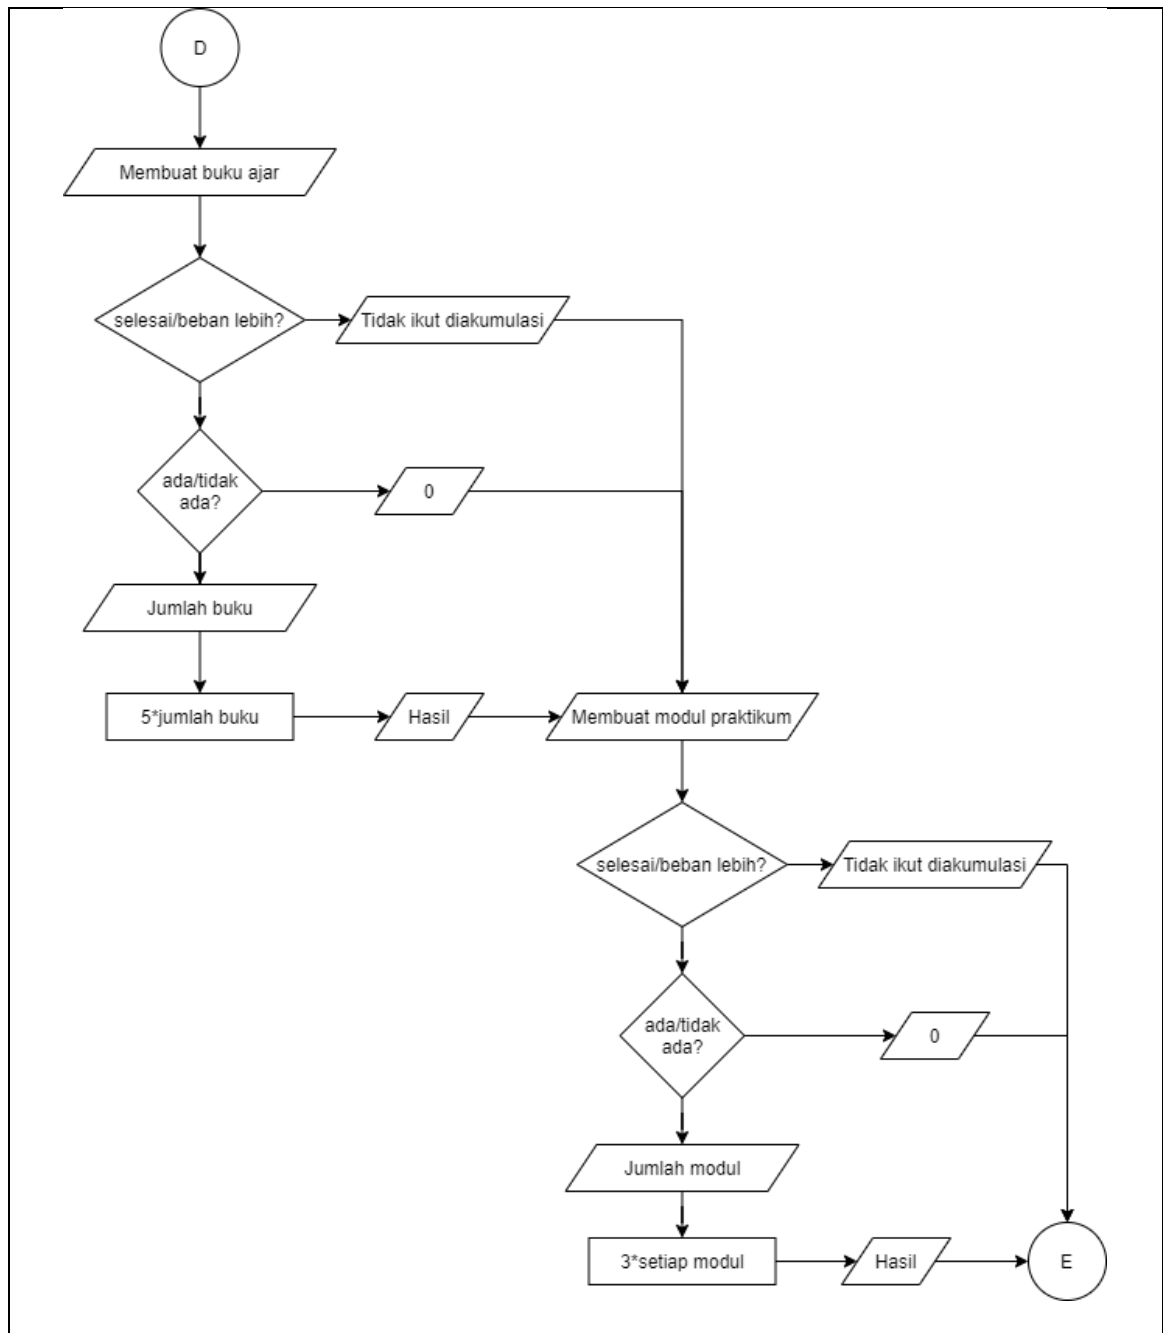 D
Membuat buku ajar
selesai/beban lebih?
Tidak ikut diakumulasi
ada/tidak
ada?
0
Jumlah buku
5*jumlah buku
Hasil
Membuat modul praktikum
selesai/beban lebih?
Tidak ikut diakumulasi
ada/tidak
ada?
0
Jumlah modul
3*setiap modul
Hasil
E